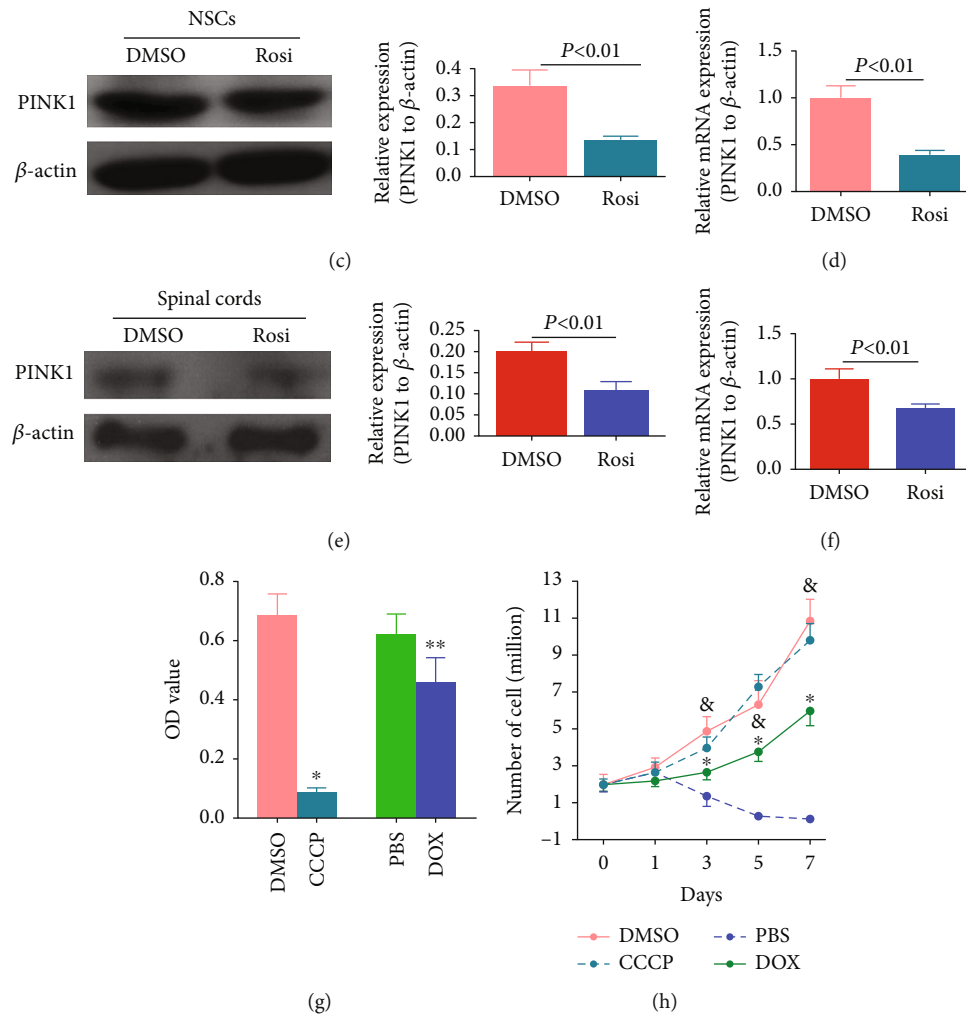 NSCs
DMSO Rosi
PINK1
β-actin
Relative expression
(PINK1 to β-actin)
0.4
0.3
0.2
0.1
0.0
P<0.01
DMSO Rosi
(c)
Relative mRNA expression
(PINK1 to β-actin)
1.5
1.0
0.5
0.0
P<0.01
DMSO Rosi
(d)
Spinal cords
DMSO Rosi
PINK1
β-actin
Relative expression
(PINK1 to β-actin)
0.25
0.20
0.15
0.10
0.05
0.00
P<0.01
DMSO Rosi
(e)
Relative mRNA expression
(PINK1 to β-actin)
1.5
1.0
0.5
0.0
P<0.01
DMSO Rosi
(f)
OD value
0.8
0.6
0.4
0.2
0.0
*
**
DMSO
CCCP
PBS
DOX
(g)
Number of cell (million)
13
11
9
7
5
3
1
−1
&
&
&
*
*
*
0 1 3 5 7
Days
DMSO PBS
CCCP DOX
(h)